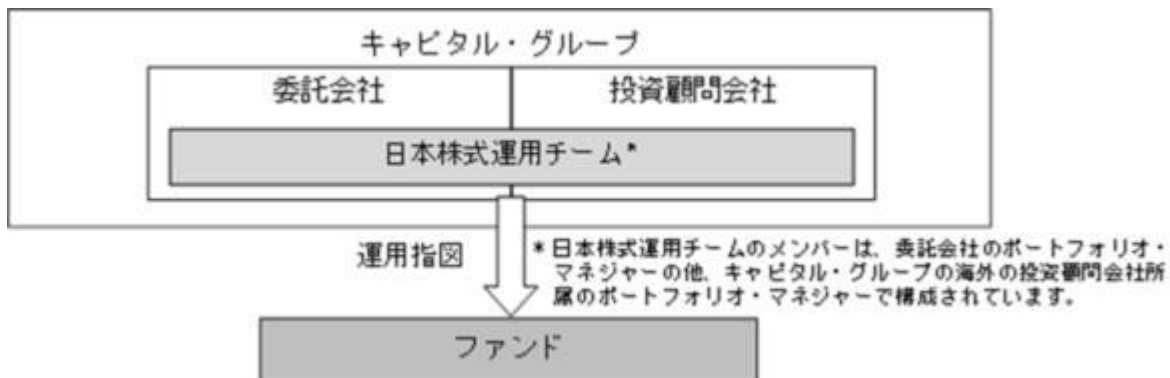 キャピタル・グループ
委託会社
投資顧問会社
日本株式運用チーム*
運用指図
* 日本株式運用チームのメンバーは、委託会社のポートフォリオ・
マネジャーの他、キャピタル・グループの海外の投資顧問会社所
属のポートフォリオ・マネジャーで構成されています。
ファンド